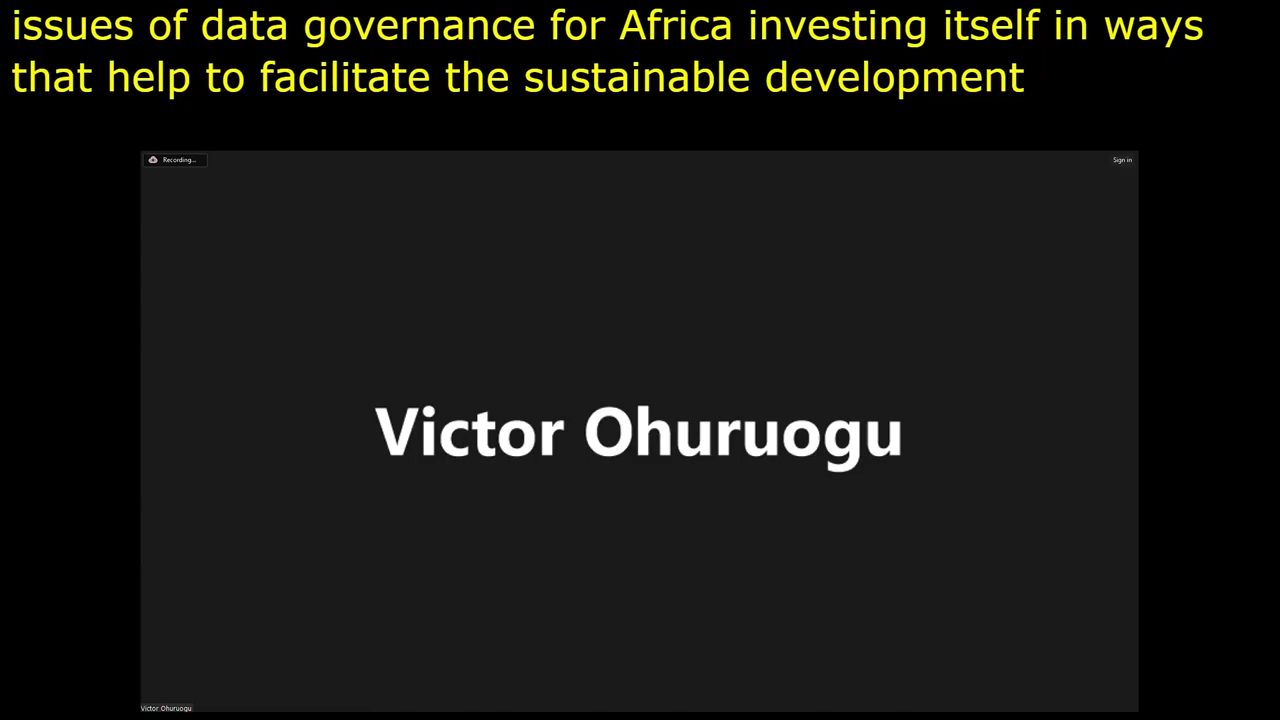 issues of data governance for Africa investing itself in ways
that help to facilitate the sustainable development
Recording...
Sign in
Victor Ohuruogu
Victor Ohuruogu